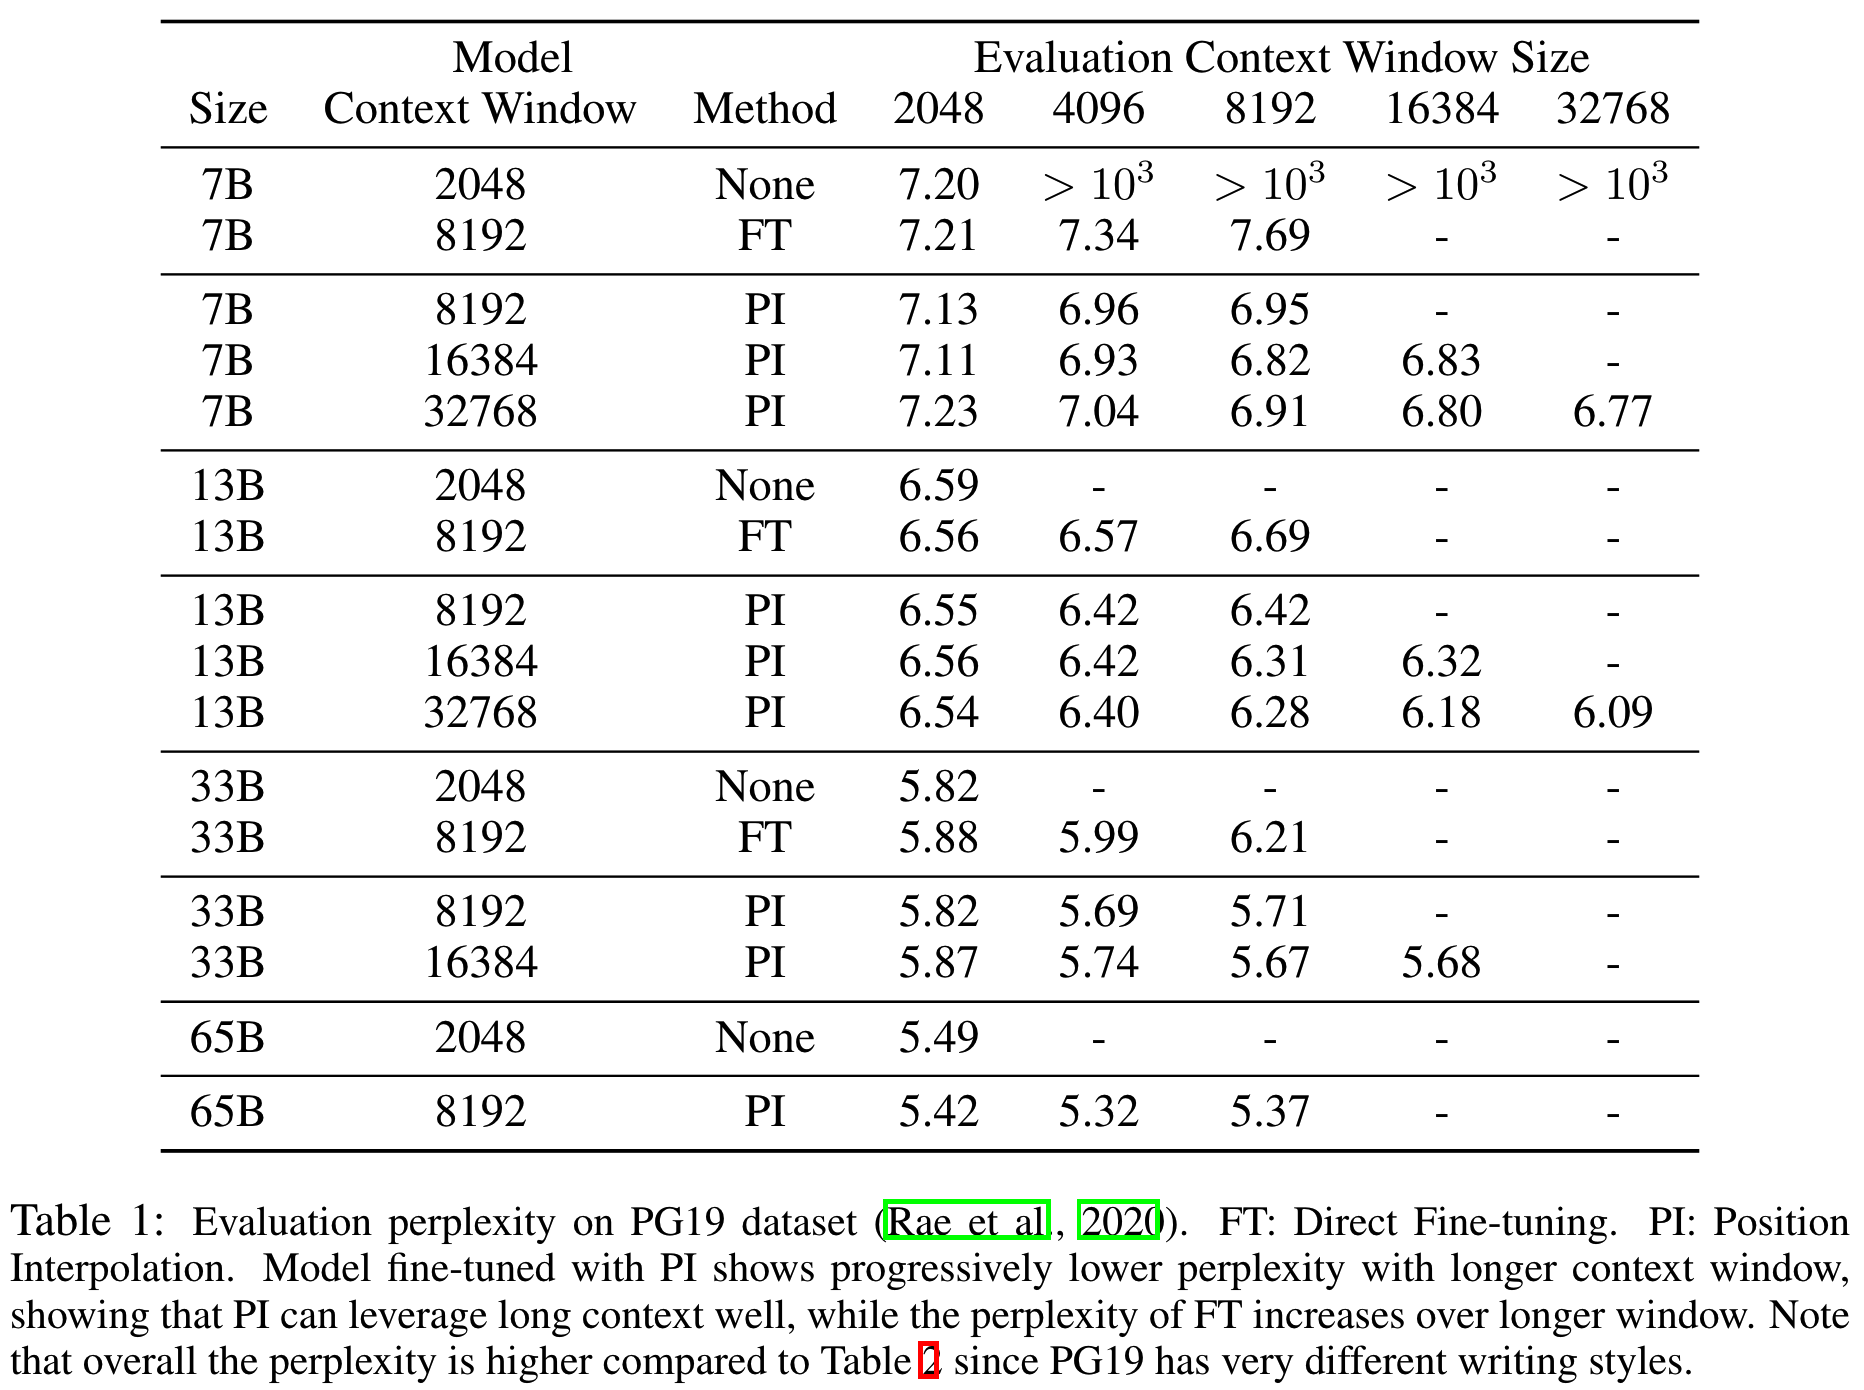 Model Evaluation Context Window Size
Size Context Window Method 2048 4096 8192 16384 32768
7B 2048 None 7.20 > 10³ > 10³ > 10³ > 10³
7B 8192 FT 7.21 7.34 7.69 - -
7B 8192 PI 7.13 6.96 6.95 - -
7B 16384 PI 7.11 6.93 6.82 6.83 -
7B 32768 PI 7.23 7.04 6.91 6.80 6.77
13B 2048 None 6.59 - - - -
13B 8192 FT 6.56 6.57 6.69 - -
13B 8192 PI 6.55 6.42 6.42 - -
13B 16384 PI 6.56 6.42 6.31 6.32 -
13B 32768 PI 6.54 6.40 6.28 6.18 6.09
33B 2048 None 5.82 - - - -
33B 8192 FT 5.88 5.99 6.21 - -
33B 8192 PI 5.82 5.69 5.71 - -
33B 16384 PI 5.87 5.74 5.67 5.68 -
65B 2048 None 5.49 - - - -
65B 8192 PI 5.42 5.32 5.37 - -
Table 1: Evaluation perplexity on PG19 dataset (Rae et al., 2020). FT: Direct Fine-tuning. PI: Position
Interpolation. Model fine-tuned with PI shows progressively lower perplexity with longer context window,
showing that PI can leverage long context well, while the perplexity of FT increases over longer window. Note
that overall the perplexity is higher compared to Table 2 since PG19 has very different writing styles.